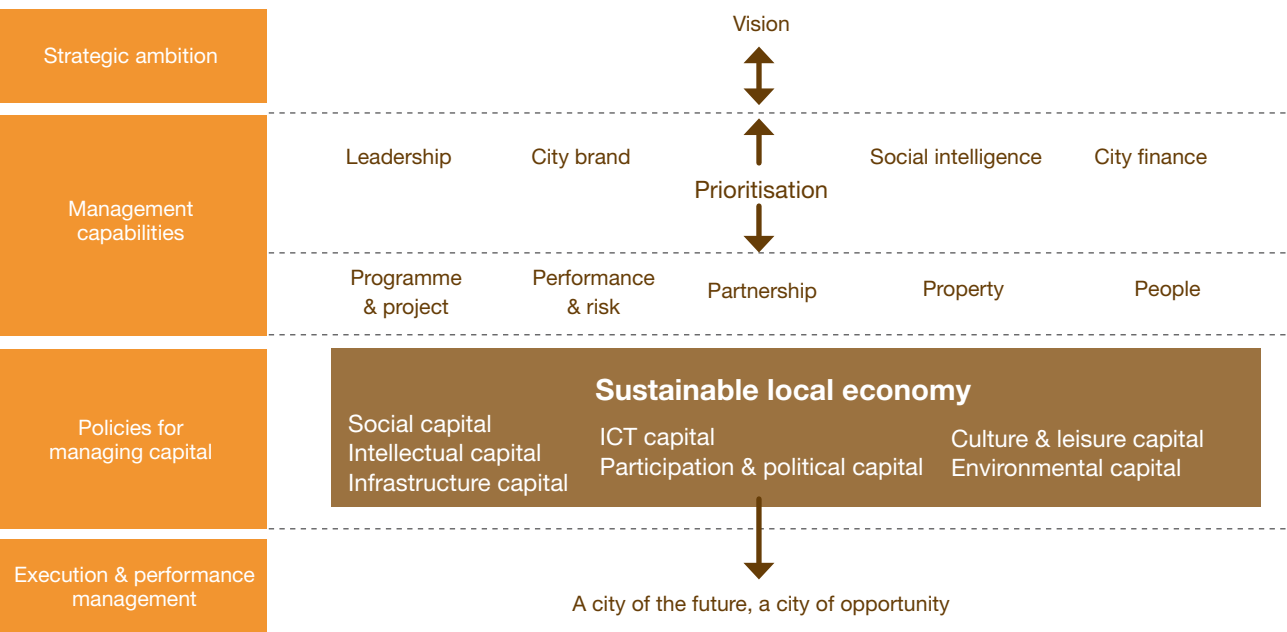 Strategic ambition
Vision
Management
capabilities
Leadership
City brand
Prioritisation
Social intelligence
City finance
Programme
& project
Performance
& risk
Partnership
Property
People
Policies for
managing capital
Sustainable local economy
Social capital
Intellectual capital
Infrastructure capital
ICT capital
Participation & political capital
Culture & leisure capital
Environmental capital
Execution & performance
management
A city of the future, a city of opportunity